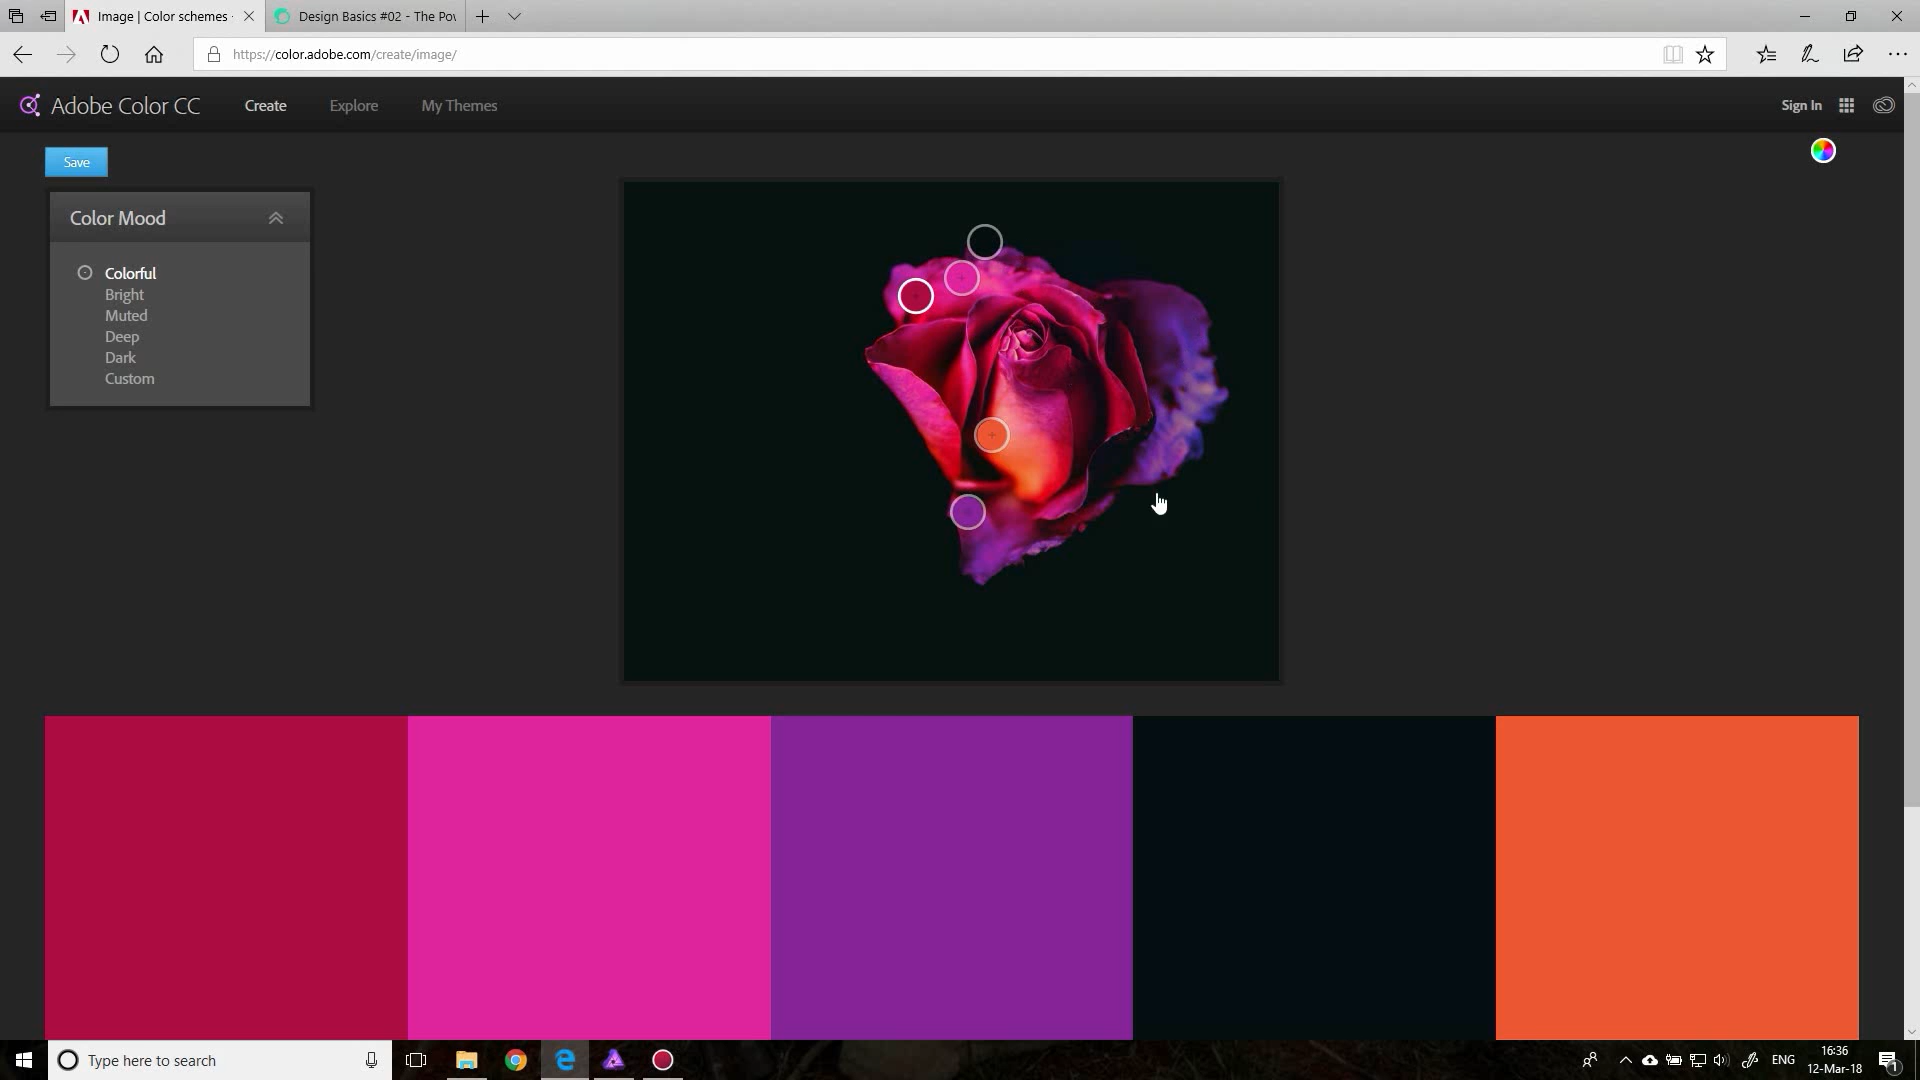 Image | Color schemes
Design Basics #02 - The Pov
https://color.adobe.com/create/image/
Adobe Color CC
Create
Explore
My Themes
Sign In
Save
Color Mood
Colorful
Bright
Muted
Deep
Dark
Custom
Type here to search
ENG
16:36
12-Mar-18
1